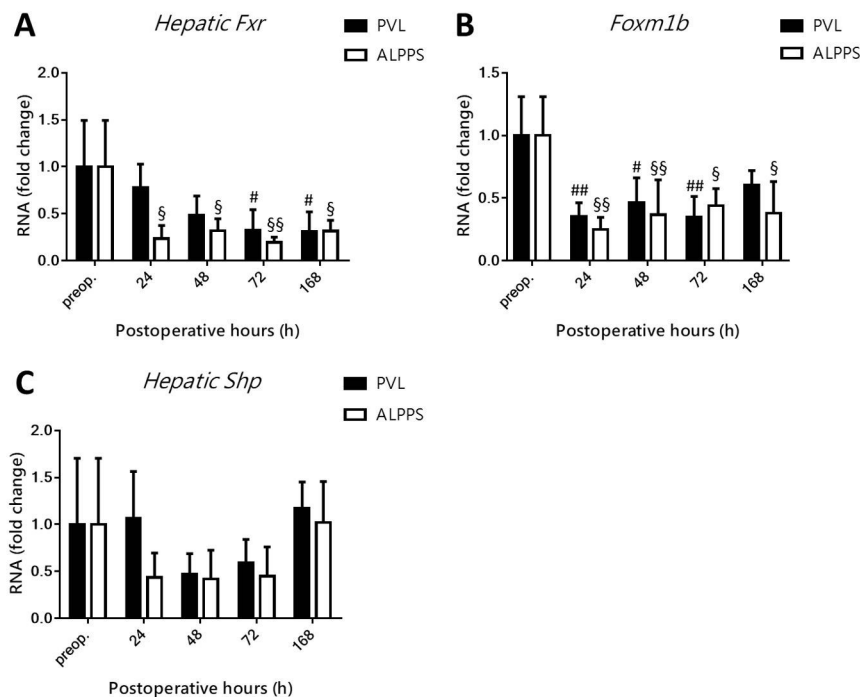 A
Hepatic Fxr
PVL
ALPPS
RNA (fold change)
2.0
1.5
1.0
0.5
0.0
§
§
#
§§
#
§
preop.
24
48
72
168
Postoperative hours (h)
B
Foxm1b
PVL
ALPPS
RNA (fold change)
1.5
1.0
0.5
0.0
##
§§
#
§§
##
§
§
preop.
24
48
72
168
Postoperative hours (h)
C
Hepatic Shp
PVL
ALPPS
RNA (fold change)
2.0
1.5
1.0
0.5
0.0
preop.
24
48
72
168
Postoperative hours (h)